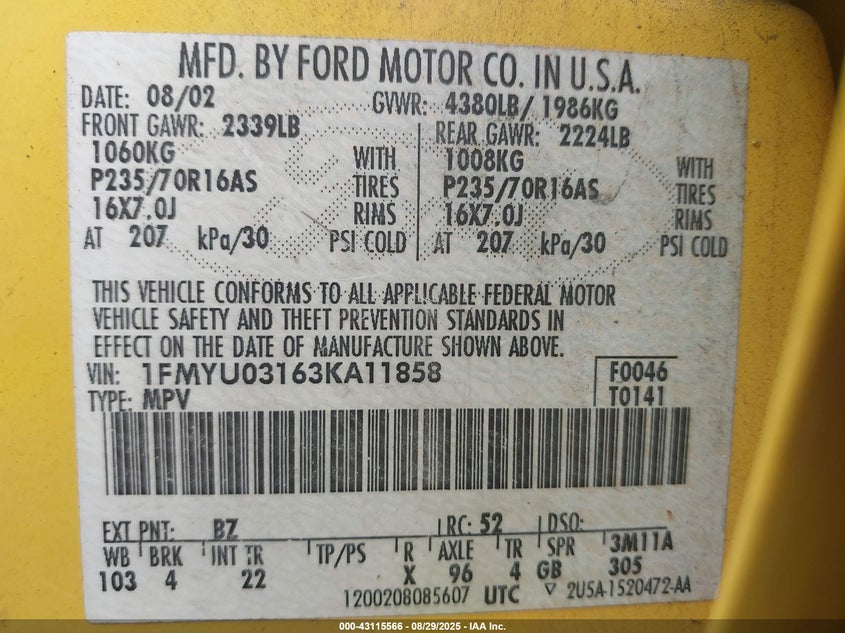 MFD. BY FORD MOTOR CO. IN U.S.A.
DATE: 08/02 GVWR: 4380LB/ 1986KG
FRONT GAWR: 2339LB REAR GAWR: 2224LB
1060KG WITH 1008KG WITH
P235/70R16AS TIRES P235/70R16AS TIRES
16X7.0J RIMS 16X7.0J RIMS
AT 207 kPa/30 PSI COLD AT 207 kPa/30 PSI COLD
THIS VEHICLE CONFORMS TO ALL APPLICABLE FEDERAL MOTOR
VEHICLE SAFETY AND THEFT PREVENTION STANDARDS IN
EFFECT ON THE DATE OF MANUFACTURE SHOWN ABOVE.
VIN: 1FMYU03163KA11858 F0046
TYPE: MPV T0141
EXT PNT: BZ RC: 52 DSO:
WB BRK INT TR TP/PS R AXLE TR SPR 3M11A
103 4 22 X 96 4 GB 305
1200208085607 UTC ▽ 2U5A-1520472-AA
000-43115566 - 08/29/2025 - IAA Inc.